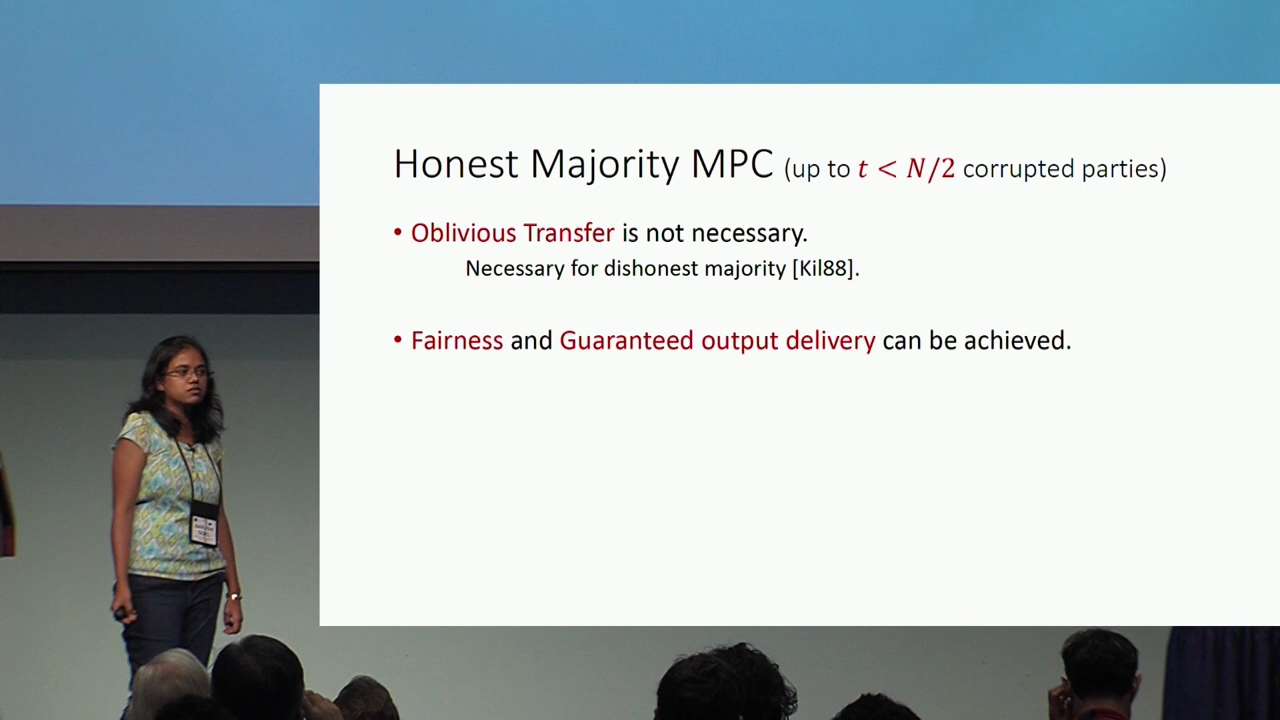 Honest Majority MPC (up to t < N/2 corrupted parties)
• Oblivious Transfer is not necessary.
Necessary for dishonest majority [Kil88].
• Fairness and Guaranteed output delivery can be achieved.